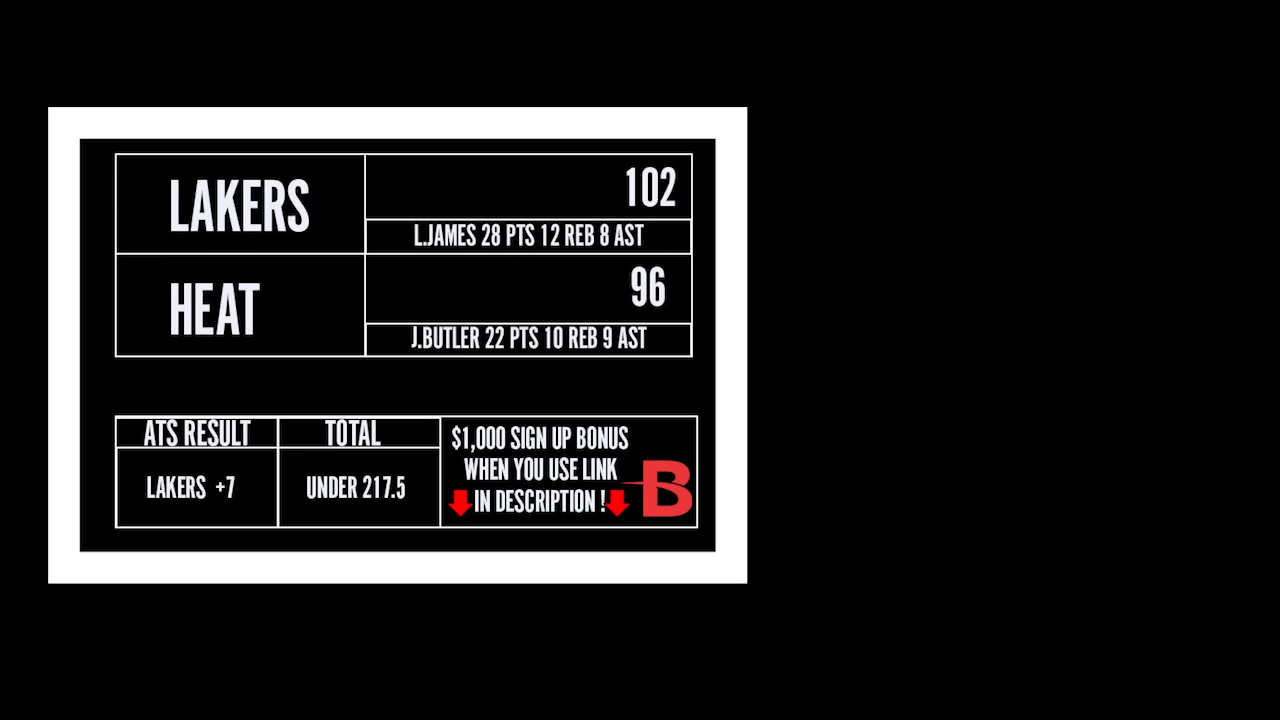 LAKERS
102
L.JAMES 28 PTS 12 REB 8 AST
HEAT
96
J.BUTLER 22 PTS 10 REB 9 AST
ATS RESULT
TOTAL
LAKERS +7
UNDER 217.5
$1,000 SIGN UP BONUS
WHEN YOU USE LINK
IN DESCRIPTION !
B